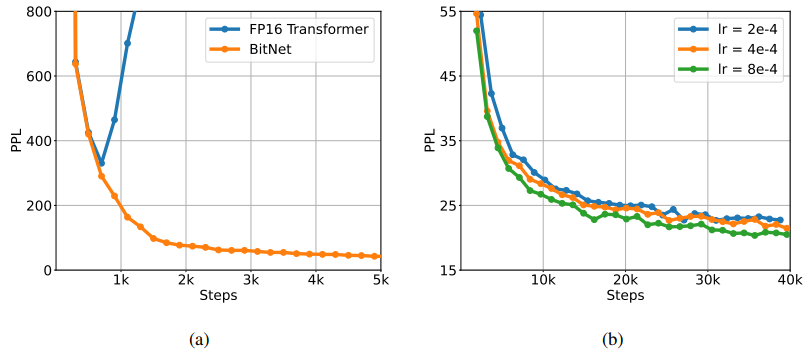 800
600
400
200
0
PPL
1k 2k 3k 4k 5k
Steps
FP16 Transformer
BitNet
(a)
55
45
35
25
15
PPL
10k 20k 30k 40k
Steps
lr = 2e-4
lr = 4e-4
lr = 8e-4
(b)